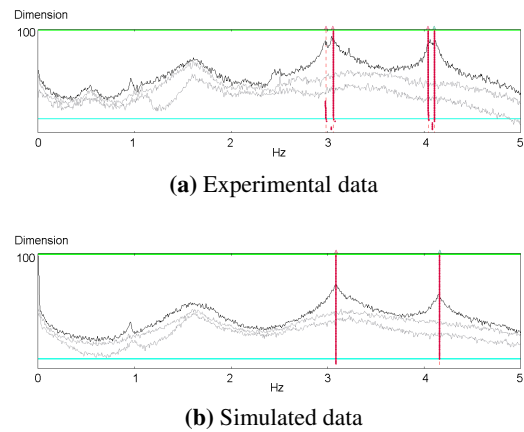 Dimension
100
0 1 2 3 4 5
Hz
(a) Experimental data
Dimension
100
0 1 2 3 4 5
Hz
(b) Simulated data